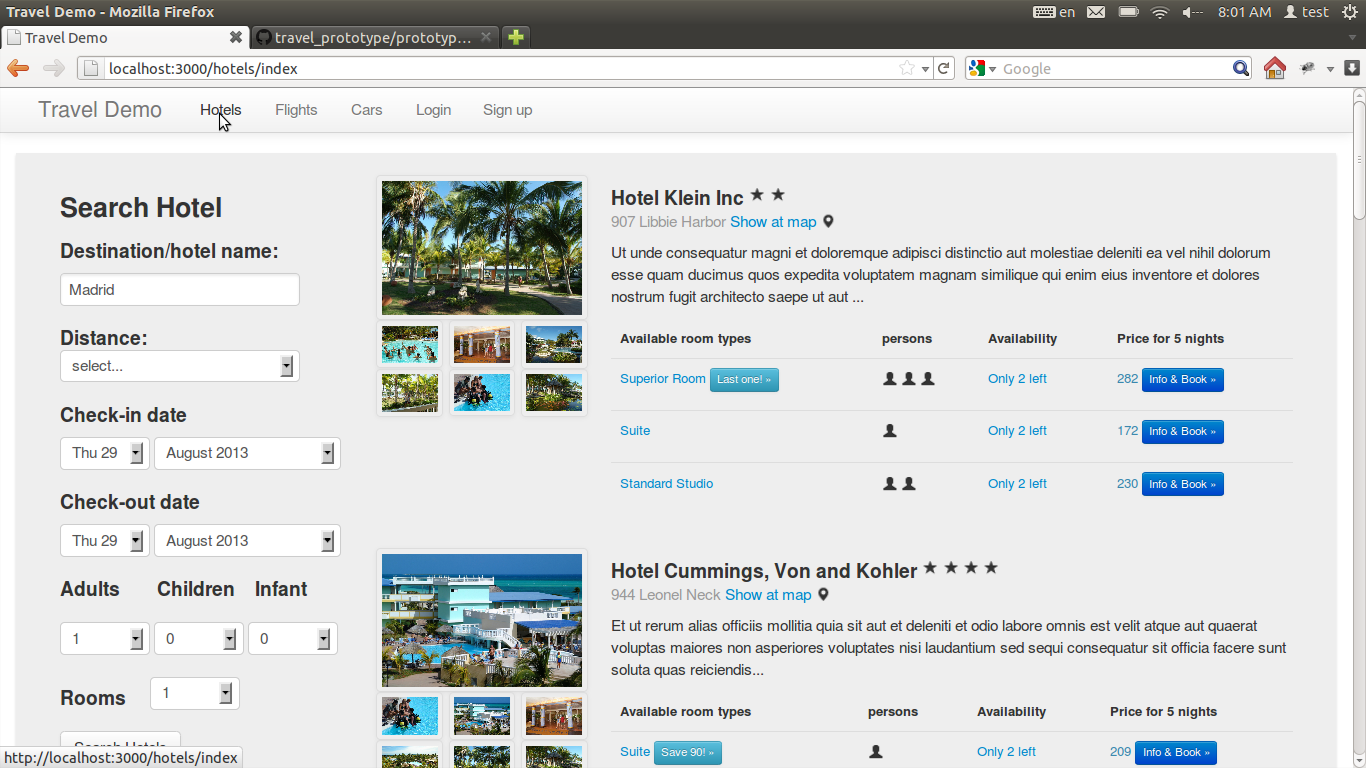 Travel Demo - Mozilla Firefox
en
8:01 AM
test
Travel Demo
travel_prototype/prototyp...
localhost:3000/hotels/index
Google
Travel Demo
Hotels
Flights
Cars
Login
Sign up
Search Hotel
Destination/hotel name:
Madrid
Distance:
select...
Check-in date
Thu 29 August 2013
Check-out date
Thu 29 August 2013
Adults Children Infant
1 0 0
Rooms 1
Search Hotels
Hotel Klein Inc
907 Libbie Harbor Show at map
Ut unde consequatur magni et doloremque adipisci distinctio aut molestiae deleniti ea vel nihil dolorum
esse quam ducimus quos expedita voluptatem magnam similique qui enim eius inventore et dolores
nostrum fugit architecto saepe ut aut ...
Available room types persons Availability Price for 5 nights
Superior Room Last one! » Only 2 left 282 Info & Book »
Suite Only 2 left 172 Info & Book »
Standard Studio Only 2 left 230 Info & Book »
Hotel Cummings, Von and Kohler
944 Leonel Neck Show at map
Et ut rerum alias officiis mollitia quia sit aut et deleniti et odio labore omnis est velit atque aut quaerat
voluptas maiores non asperiores voluptates nisi laudantium sed sequi consequatur sit officia facere sunt
soluta quas reiciendis...
Available room types persons Availability Price for 5 nights
Suite Save 90! » Only 2 left 209 Info & Book »
http://localhost:3000/hotels/index